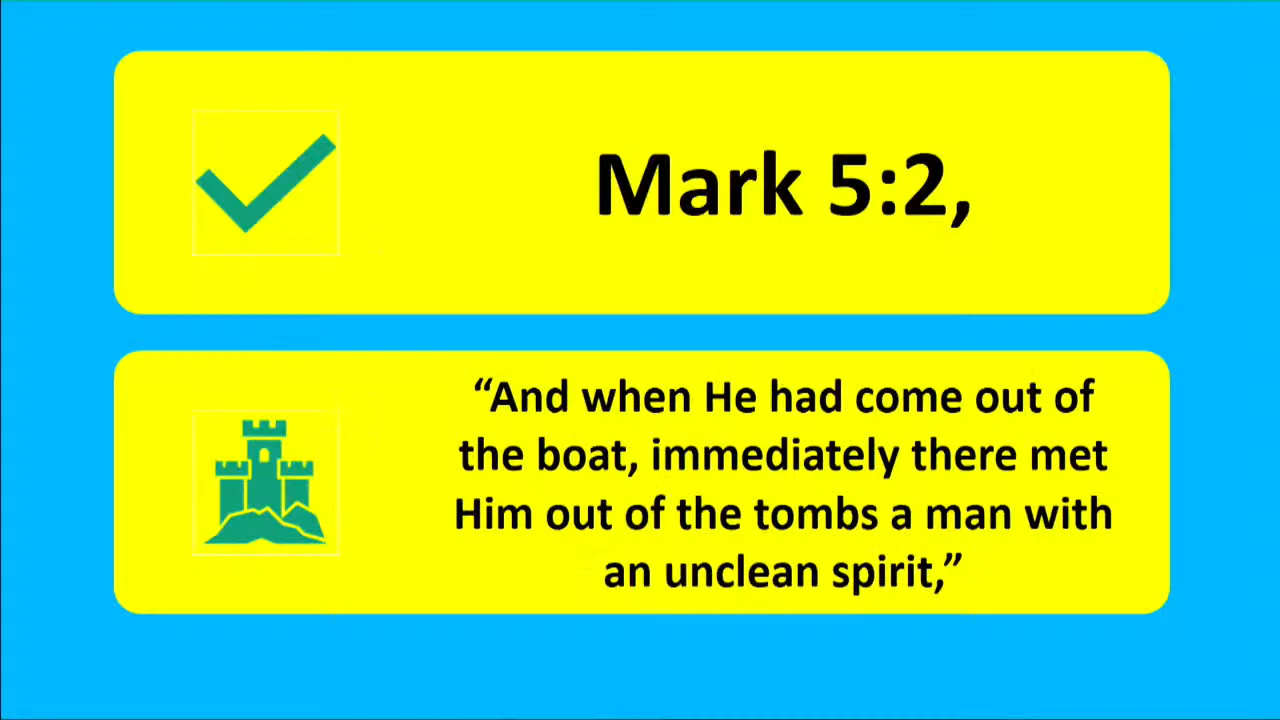 Mark 5:2,
“And when He had come out of
the boat, immediately there met
Him out of the tombs a man with
an unclean spirit,”